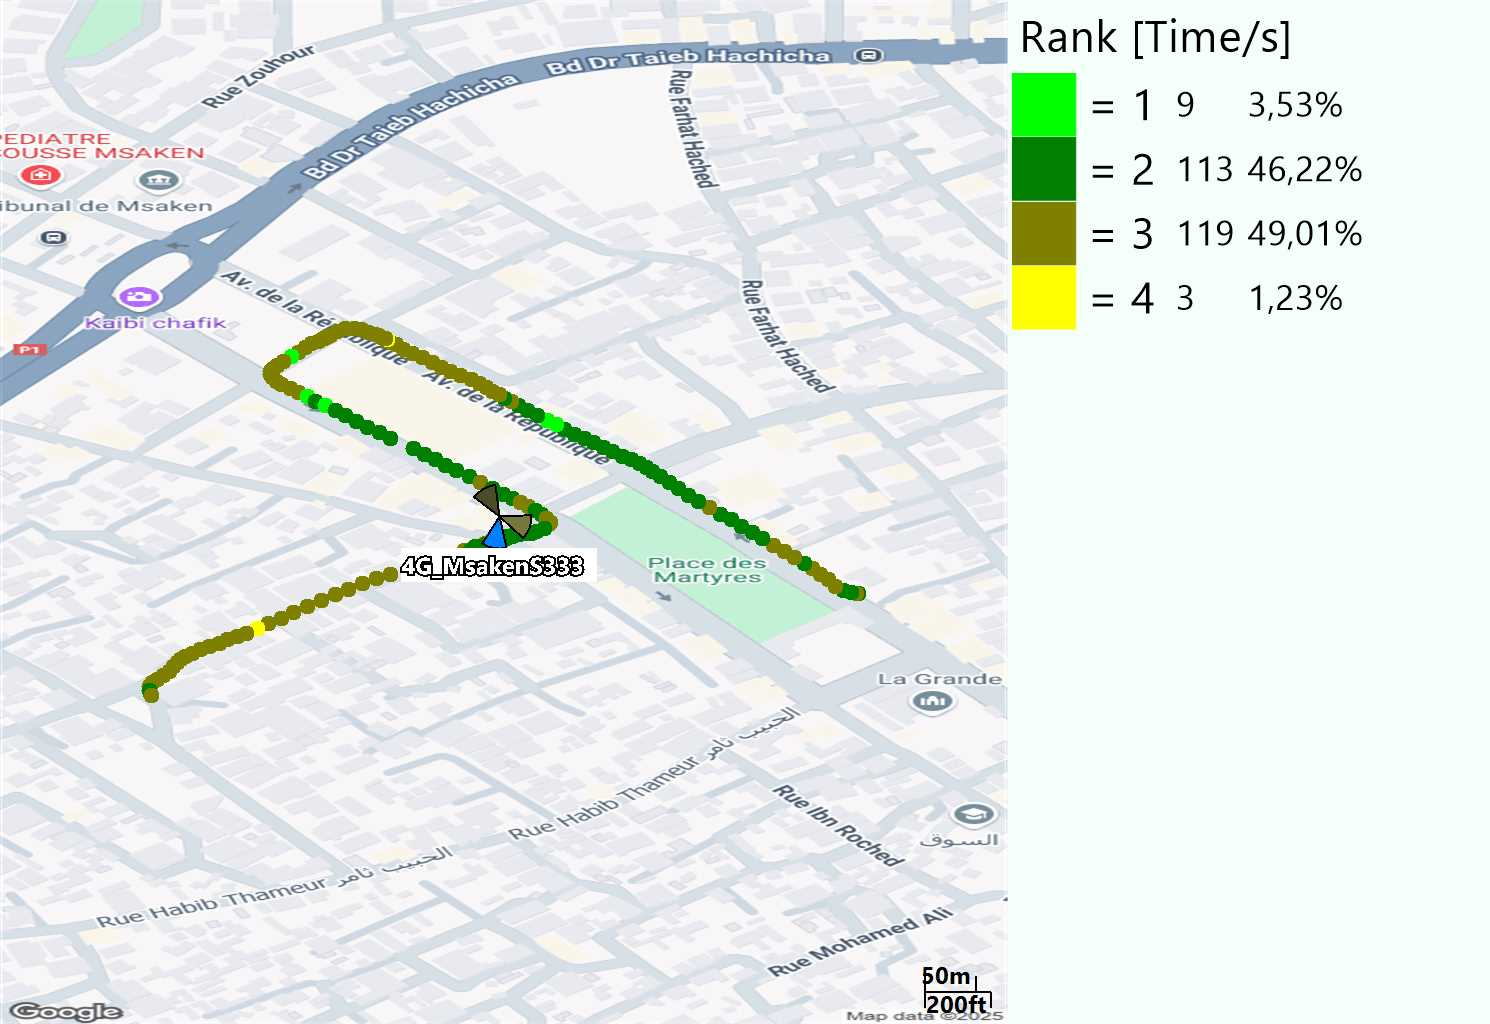 Rank [Time/s]
= 1 9 3,53%
= 2 113 46,22%
= 3 119 49,01%
= 4 3 1,23%
Bd Dr Taieb Hachicha
Rue Zouhour
Bd Dr Taieb Hachicha
Rue Farhat Hached
PEDIATRE
OUSSE MSAKEN
ibunal de Msaken
Av. de la République
Kaibi chafik
P1
Rue Farhat Hached
Av. de la République
4G_MsakenS333
Place des
Martyres
La Grande
Rue Habib Thameur الحبيب ثامر
Rue Ibn Roched
السوق
Rue Habib Thameur الحبيب ثامر
Rue Mohamed Ali
50m
200ft
Google
Map data ©2025